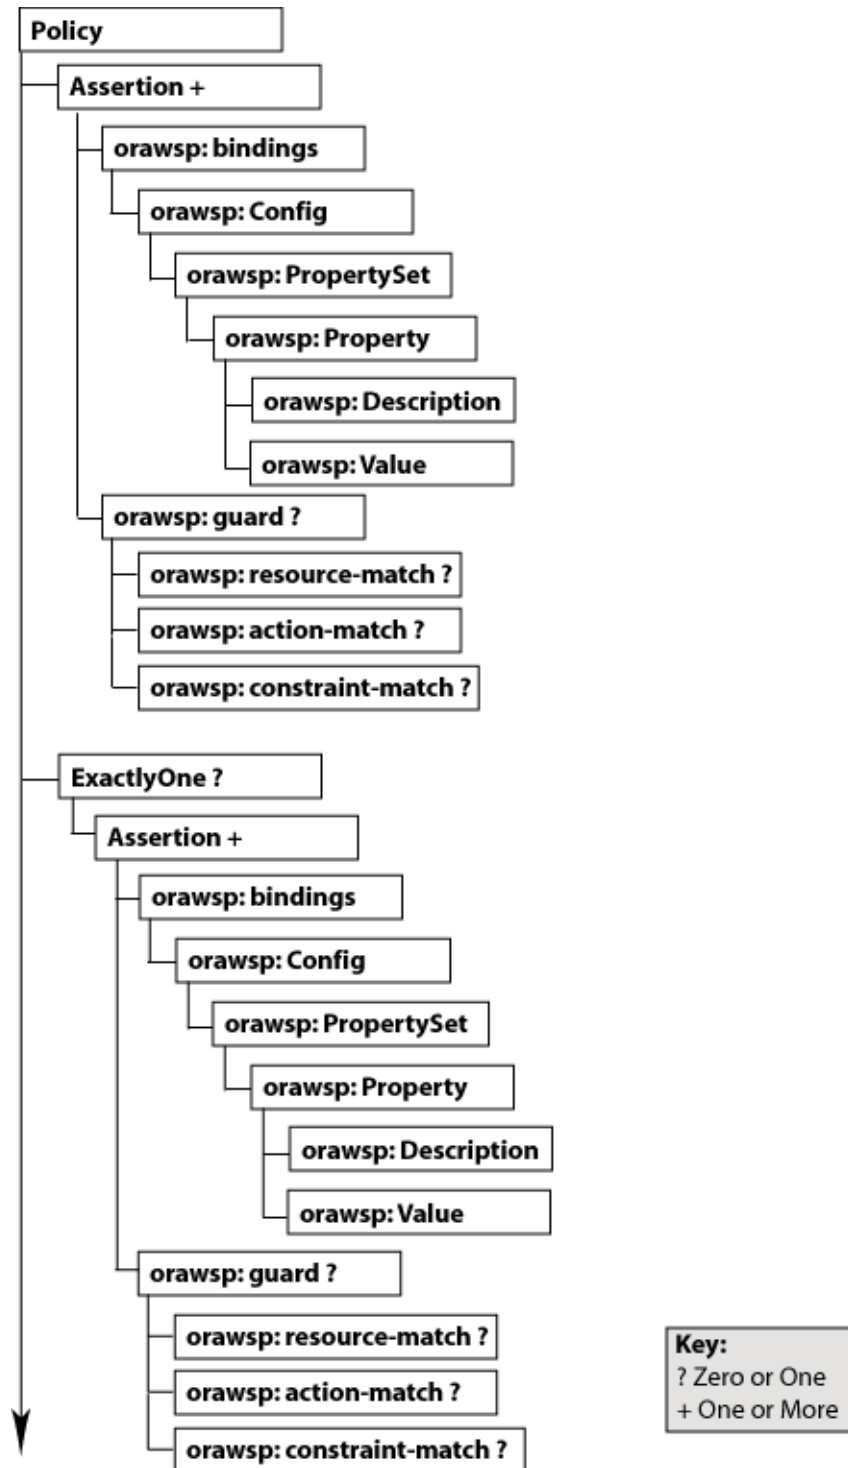 Policy
Assertion +
orawsp: bindings
orawsp: Config
orawsp: PropertySet
orawsp: Property
orawsp: Description
orawsp: Value
orawsp: guard ?
orawsp: resource-match ?
orawsp: action-match ?
orawsp: constraint-match ?
ExactlyOne ?
Assertion +
orawsp: bindings
orawsp: Config
orawsp: PropertySet
orawsp: Property
orawsp: Description
orawsp: Value
orawsp: guard ?
orawsp: resource-match ?
orawsp: action-match ?
orawsp: constraint-match ?
Key:
? Zero or One
+ One or More